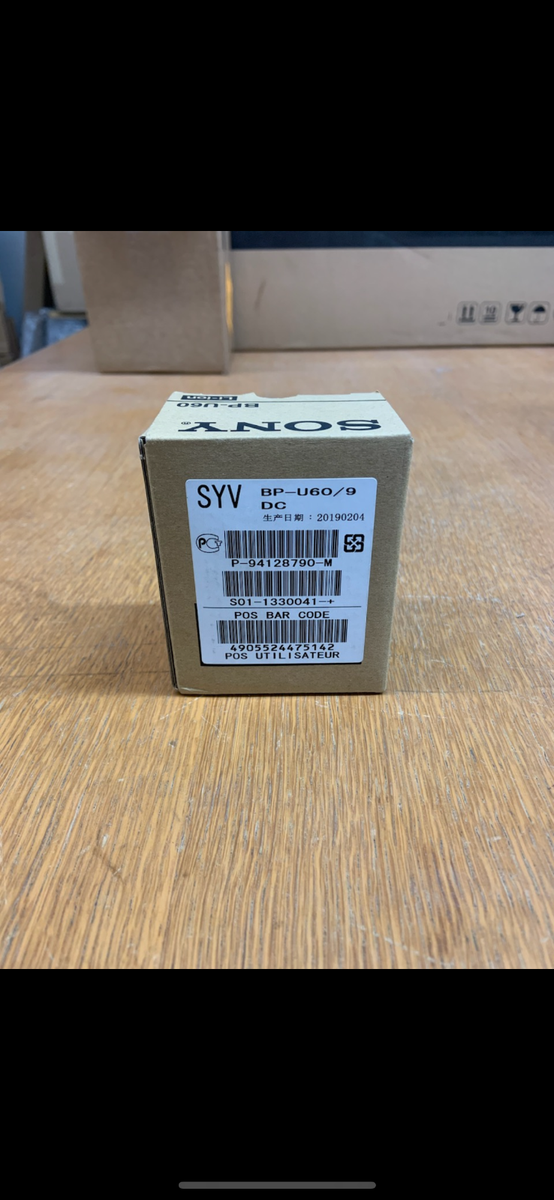 Li-ion
BP-U60
SONY®
SYV
BP-U60/9
DC
生产日期：20190204
P-94128790-M
S01-1330041-+
POS BAR CODE
4905524475142
POS UTILISATEUR
10